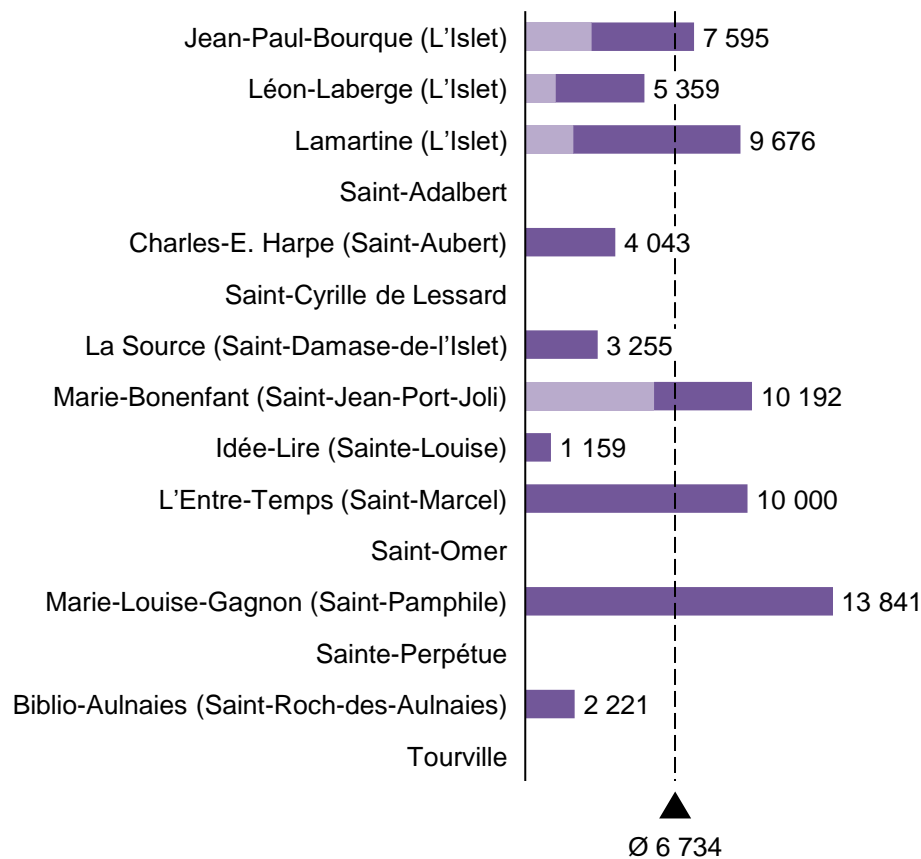 Jean-Paul-Bourque (L'Islet) 7 595
Léon-Laberge (L'Islet) 5 359
Lamartine (L'Islet) 9 676
Saint-Adalbert
Charles-E. Harpe (Saint-Aubert) 4 043
Saint-Cyrille de Lessard
La Source (Saint-Damase-de-l'Islet) 3 255
Marie-Bonenfant (Saint-Jean-Port-Joli) 10 192
Idée-Lire (Sainte-Louise) 1 159
L'Entre-Temps (Saint-Marcel) 10 000
Saint-Omer
Marie-Louise-Gagnon (Saint-Pamphile) 13 841
Sainte-Perpétue
Biblio-Aulnaies (Saint-Roch-des-Aulnaies) 2 221
Tourville
Ø 6 734